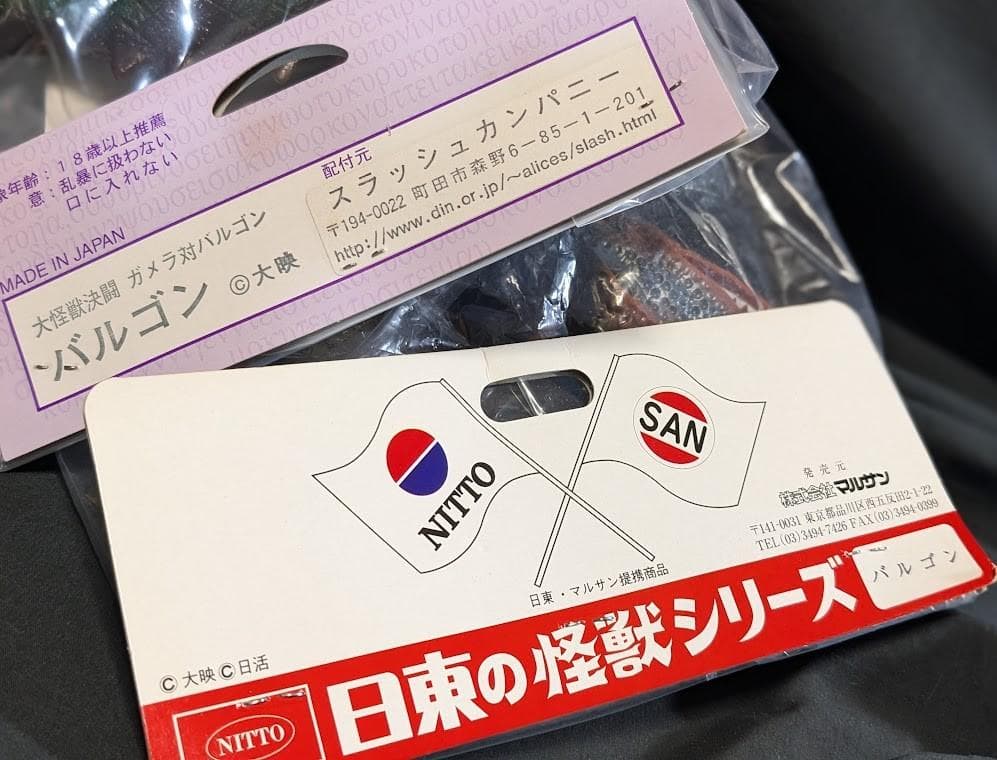 象年齢：１８歳以上推薦
意：乱暴に扱わない
口に入れない
MADE IN JAPAN
大怪獣決闘 ガメラ対バルゴン
バルゴン ©大映
配付元
スラッシュカンパニー
〒194-0022 町田市森野6－85－1－201
http://www.din.or.jp/～alices/slash.html
NITTO
SAN
発売元
株式会社マルサン
〒141-0031 東京都品川区西五反田2-1-22
TEL(03)3494-7426 FAX(03)3494-0399
日東・マルサン提携商品
バルゴン
©大映©日活
日東の怪獣シリーズ
NITTO